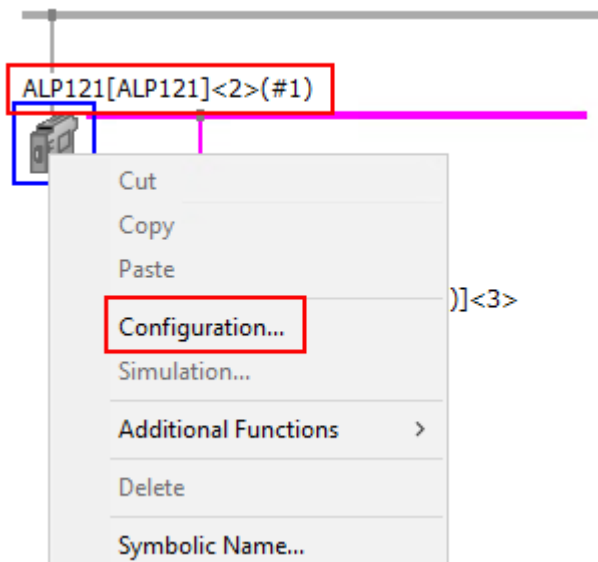 ALP121[ALP121]<2>(#1)
Cut
Copy
Paste
)]<3>
Configuration...
Simulation...
Additional Functions
Delete
Symbolic Name...